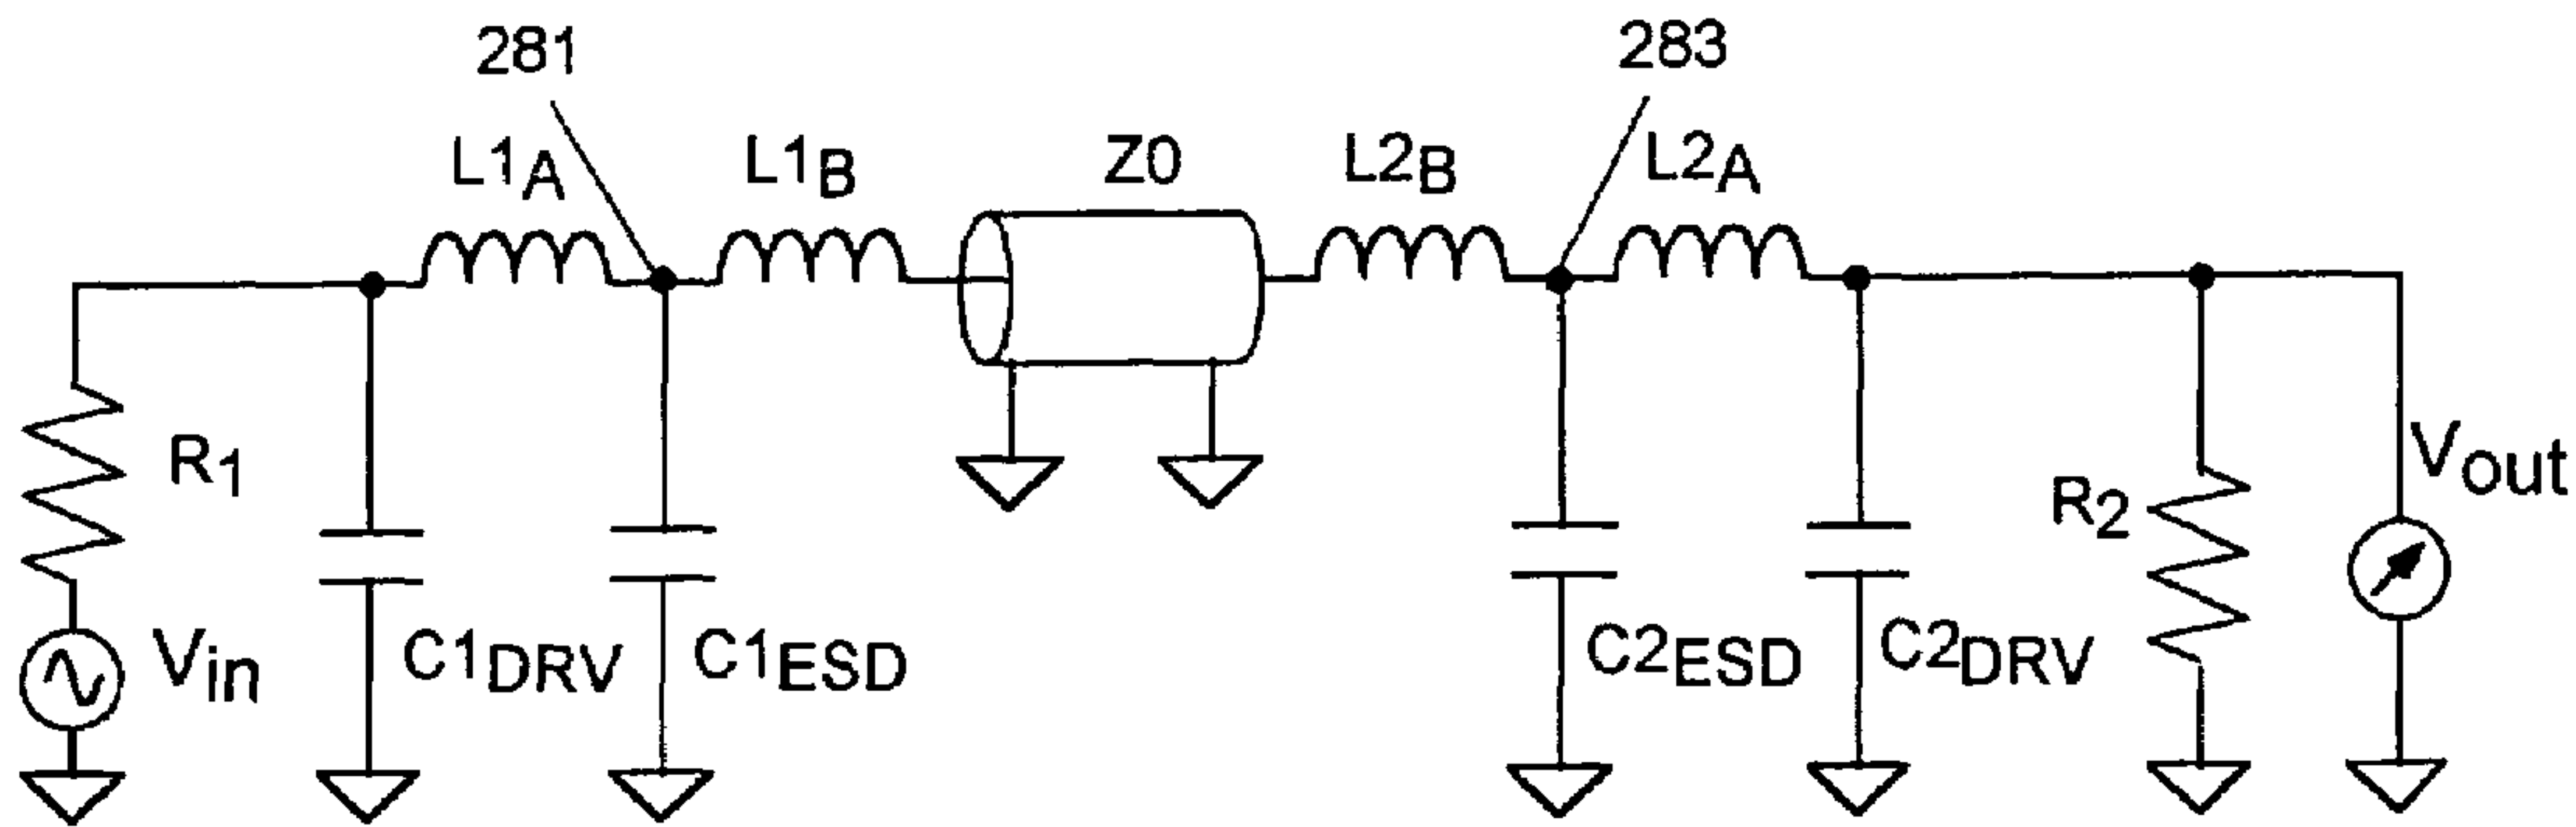 281
283
L1A
L1B
Z0
L2B
L2A
R1
Vin
C1DRV
C1ESD
C2ESD
C2DRV
R2
Vout